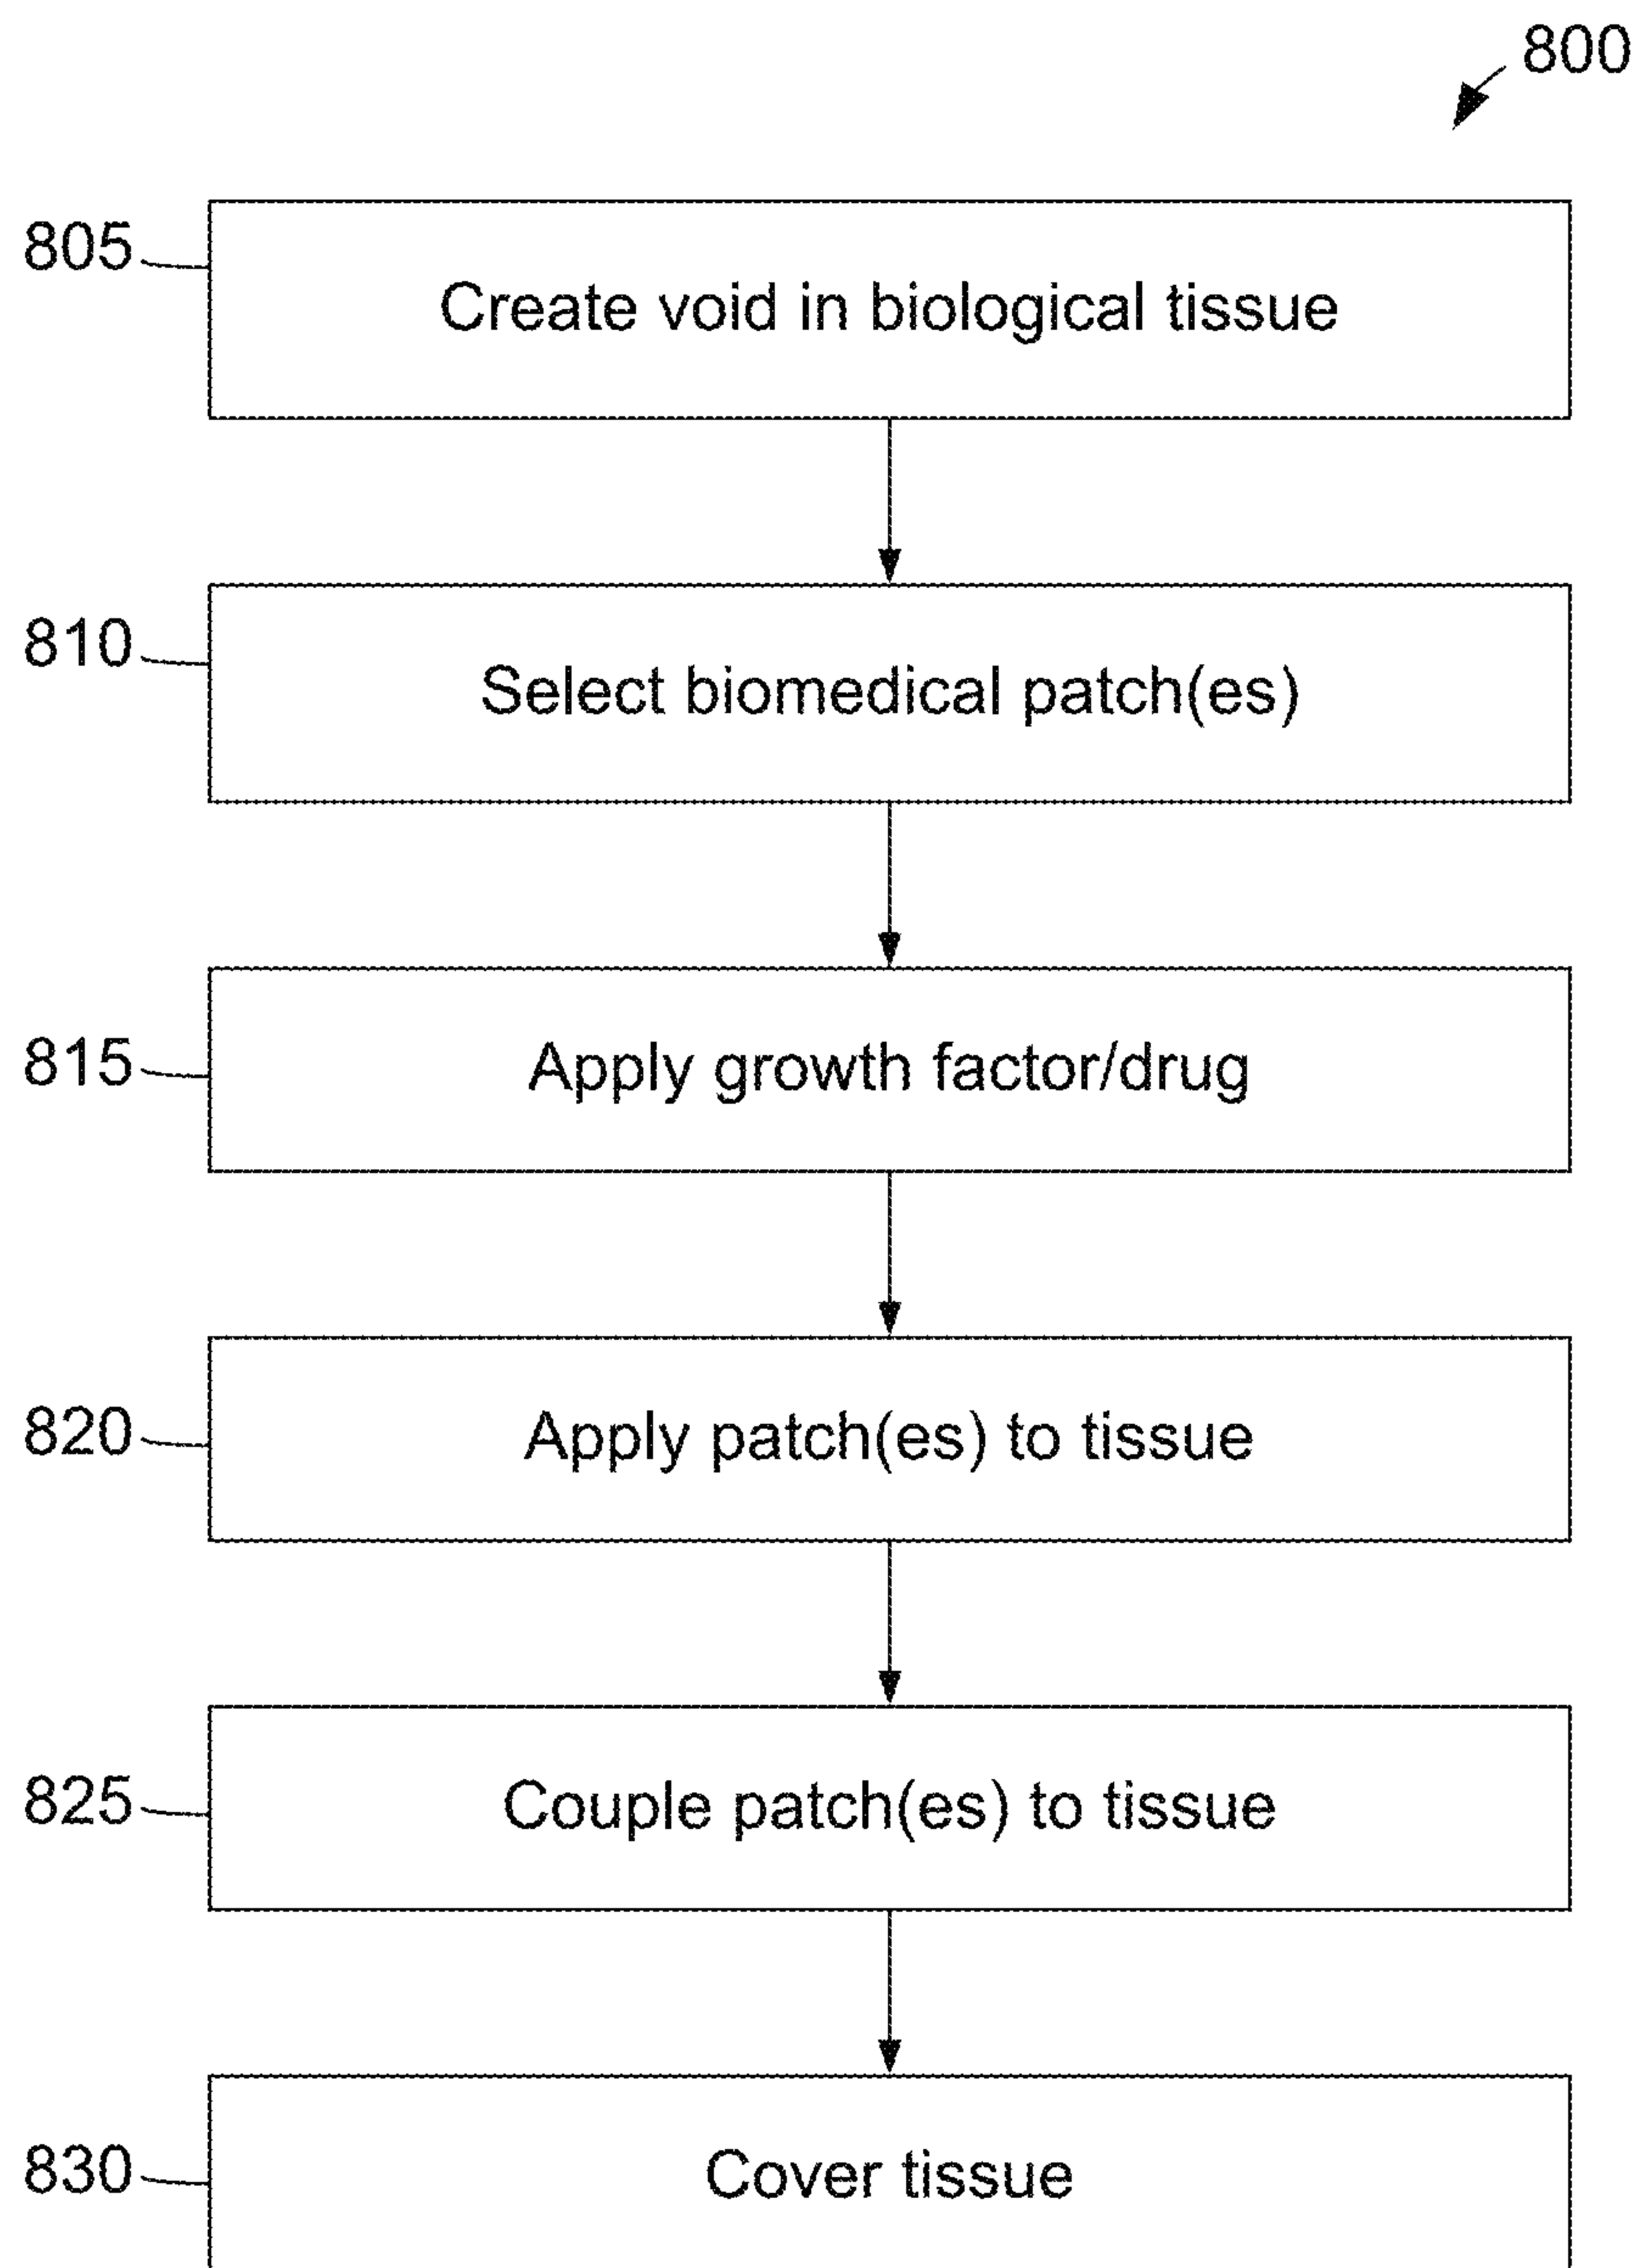 800
805
Create void in biological tissue
810
Select biomedical patch(es)
815
Apply growth factor/drug
820
Apply patch(es) to tissue
825
Couple patch(es) to tissue
830
Cover tissue